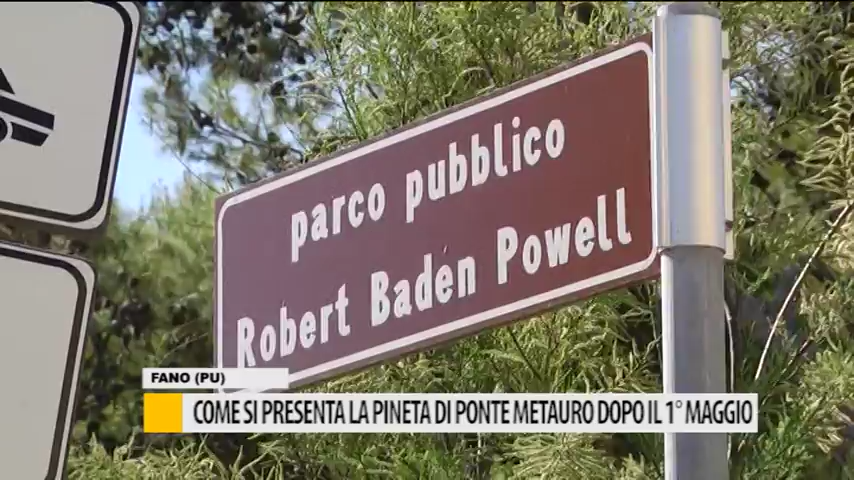 parco pubblico
Robert Baden Powell
FANO (PU)
COME SI PRESENTA LA PINETA DI PONTE METAURO DOPO IL 1° MAGGIO